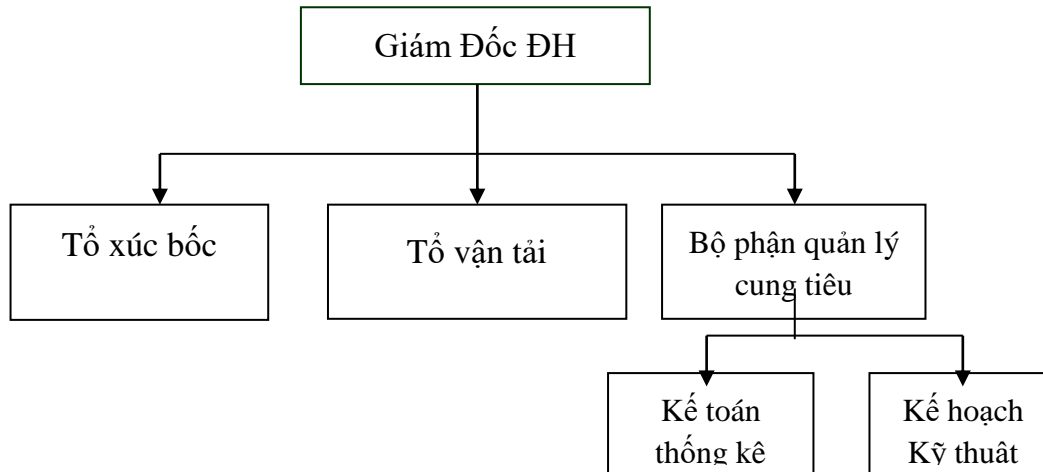 Giám Đốc ĐH
Tổ xúc bốc
Tổ vận tải
Bộ phận quản lý
cung tiêu
Kế toán
thống kê
Kế hoạch
Kỹ thuật